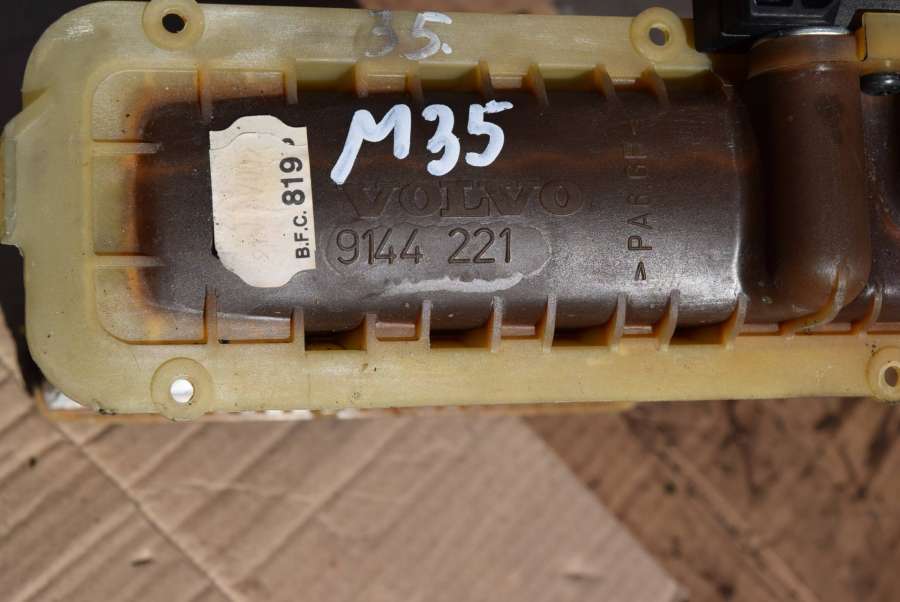 35.
M35
B.F.C. 819
VOLVO
9144 221
>PA66